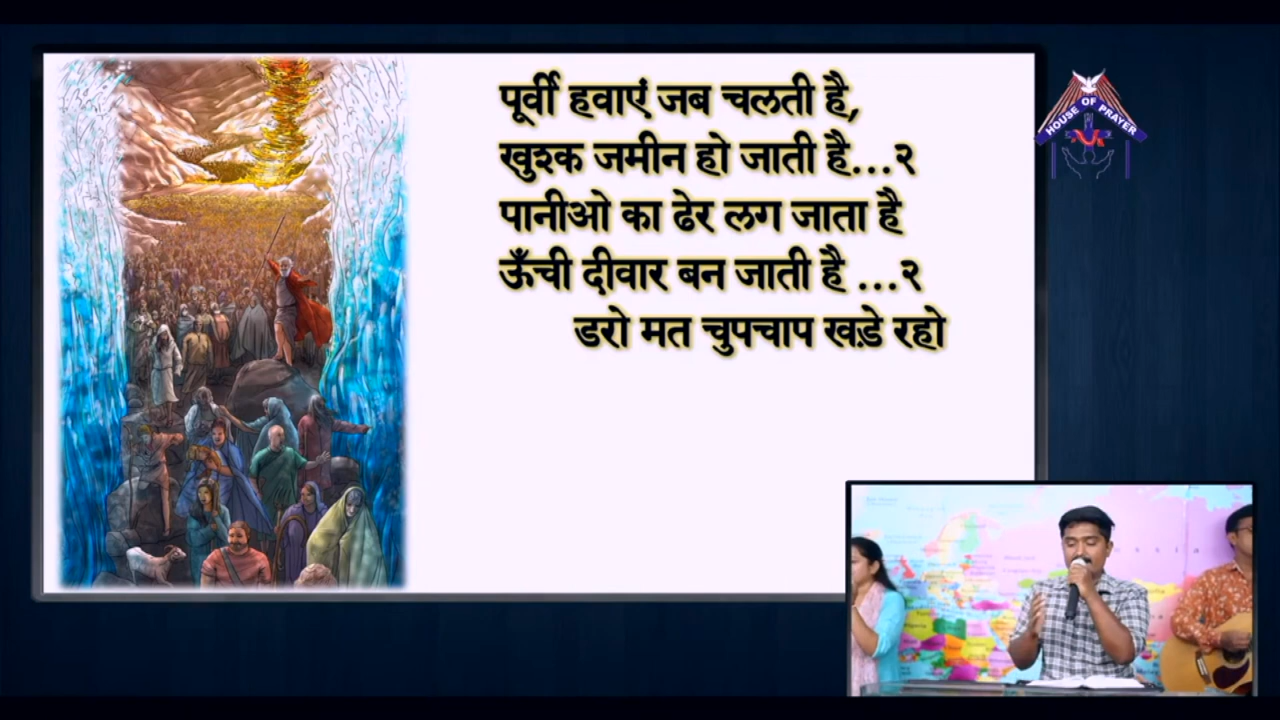 पूर्वी हवाएं जब चलती है,
खुश्क जमीन हो जाती है...२
पानीओ का ढेर लग जाता है
ऊँची दीवार बन जाती है ...२
डरो मत चुपचाप खड़े रहो
HOUSE OF PRAYER